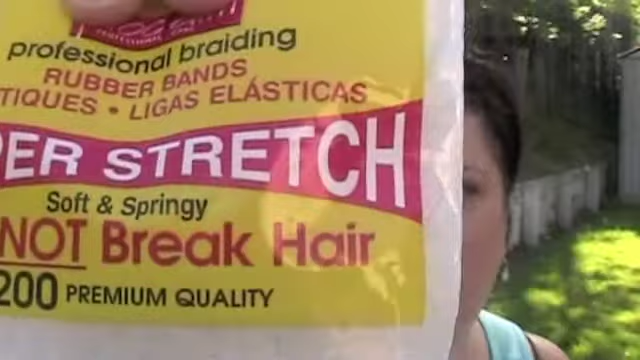 professional braiding
RUBBER BANDS
TIQUES • LIGAS ELÁSTICAS
PER STRETCH
Soft & Springy
NOT Break Hair
200 PREMIUM QUALITY